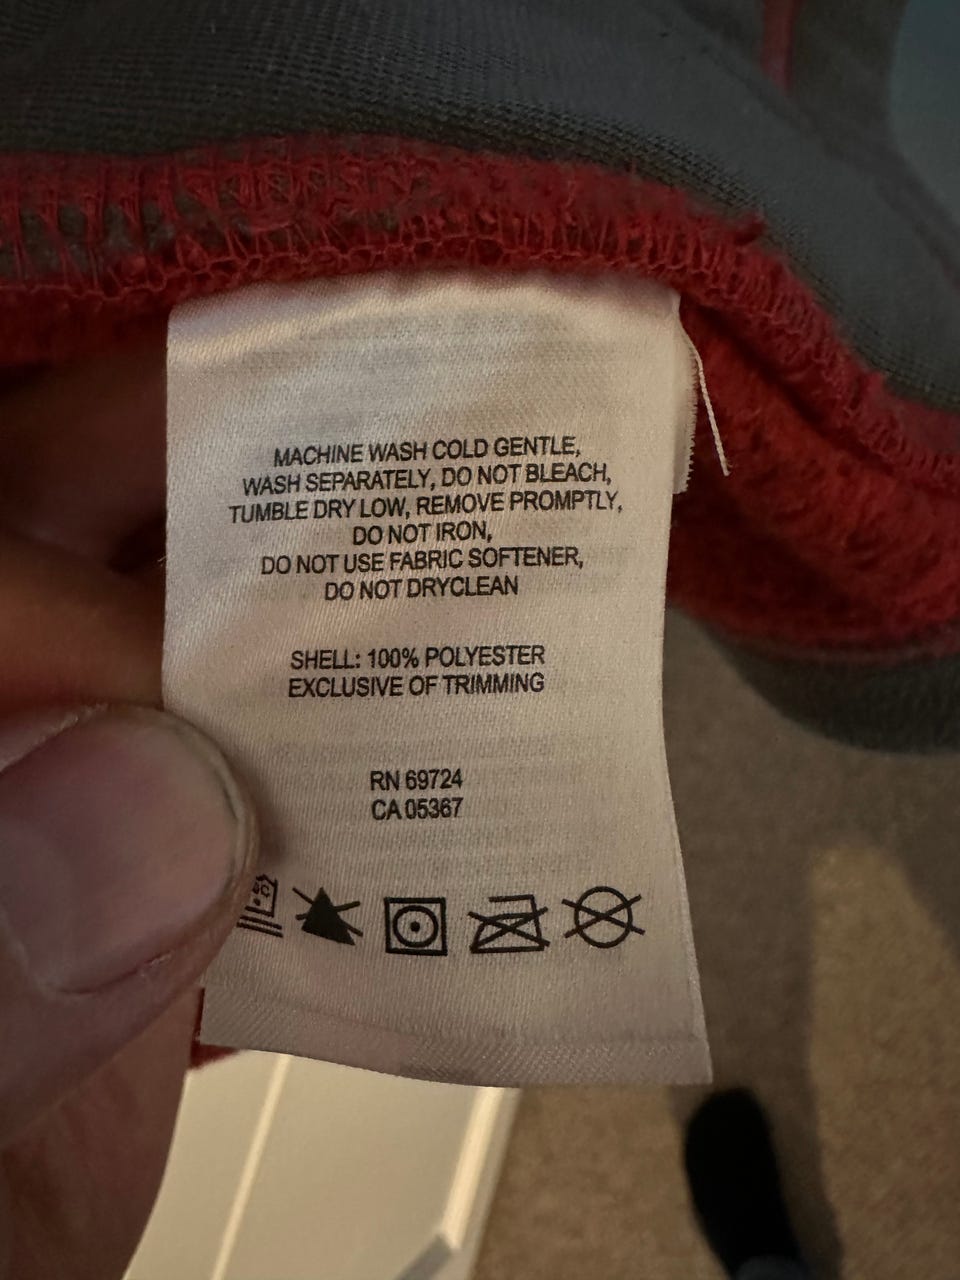 MACHINE WASH COLD GENTLE,
WASH SEPARATELY, DO NOT BLEACH,
TUMBLE DRY LOW, REMOVE PROMPTLY,
DO NOT IRON,
DO NOT USE FABRIC SOFTENER,
DO NOT DRYCLEAN
SHELL: 100% POLYESTER
EXCLUSIVE OF TRIMMING
RN 69724
CA 05367